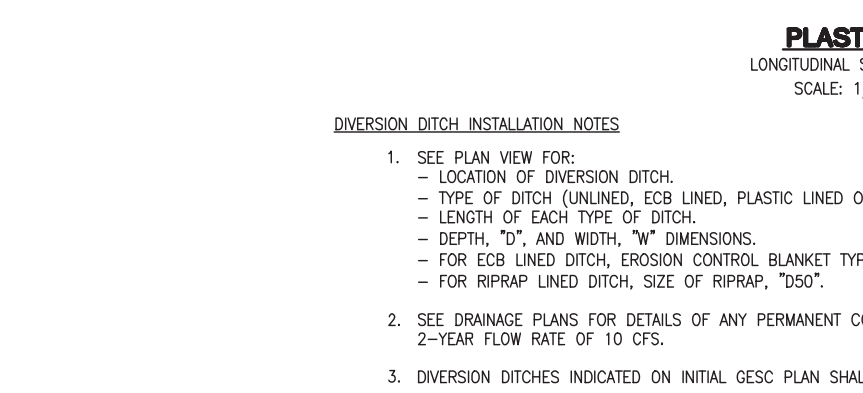 PLAST
LONGITUDINAL S
SCALE: 1
DIVERSION DITCH INSTALLATION NOTES
1. SEE PLAN VIEW FOR:
– LOCATION OF DIVERSION DITCH.
– TYPE OF DITCH (UNLINED, ECB LINED, PLASTIC LINED O
– LENGTH OF EACH TYPE OF DITCH.
– DEPTH, "D", AND WIDTH, "W" DIMENSIONS.
– FOR ECB LINED DITCH, EROSION CONTROL BLANKET TYP
– FOR RIPRAP LINED DITCH, SIZE OF RIPRAP, "D50".
2. SEE DRAINAGE PLANS FOR DETAILS OF ANY PERMANENT CO
2–YEAR FLOW RATE OF 10 CFS.
3. DIVERSION DITCHES INDICATED ON INITIAL GESC PLAN SHAL